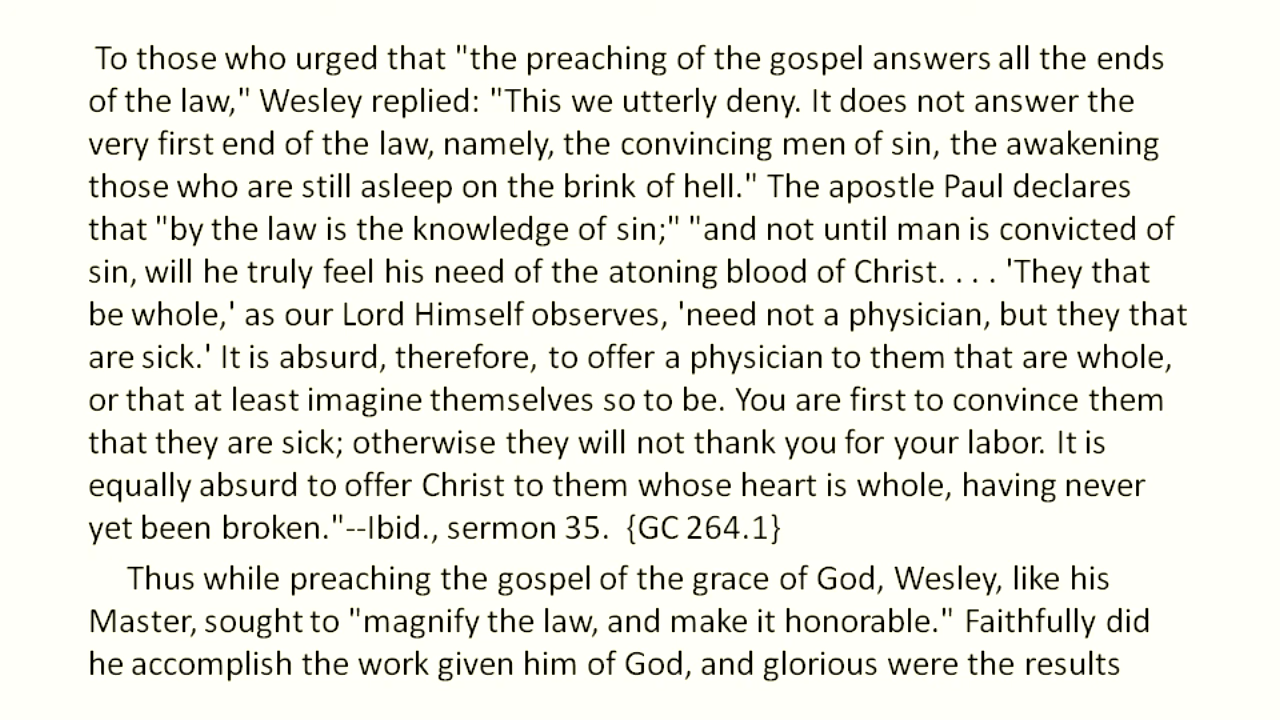 To those who urged that "the preaching of the gospel answers all the ends
of the law," Wesley replied: "This we utterly deny. It does not answer the
very first end of the law, namely, the convincing men of sin, the awakening
those who are still asleep on the brink of hell." The apostle Paul declares
that "by the law is the knowledge of sin;" "and not until man is convicted of
sin, will he truly feel his need of the atoning blood of Christ. . . . 'They that
be whole,' as our Lord Himself observes, 'need not a physician, but they that
are sick.' It is absurd, therefore, to offer a physician to them that are whole,
or that at least imagine themselves so to be. You are first to convince them
that they are sick; otherwise they will not thank you for your labor. It is
equally absurd to offer Christ to them whose heart is whole, having never
yet been broken."--Ibid., sermon 35.  {GC 264.1}
Thus while preaching the gospel of the grace of God, Wesley, like his
Master, sought to "magnify the law, and make it honorable." Faithfully did
he accomplish the work given him of God, and glorious were the results